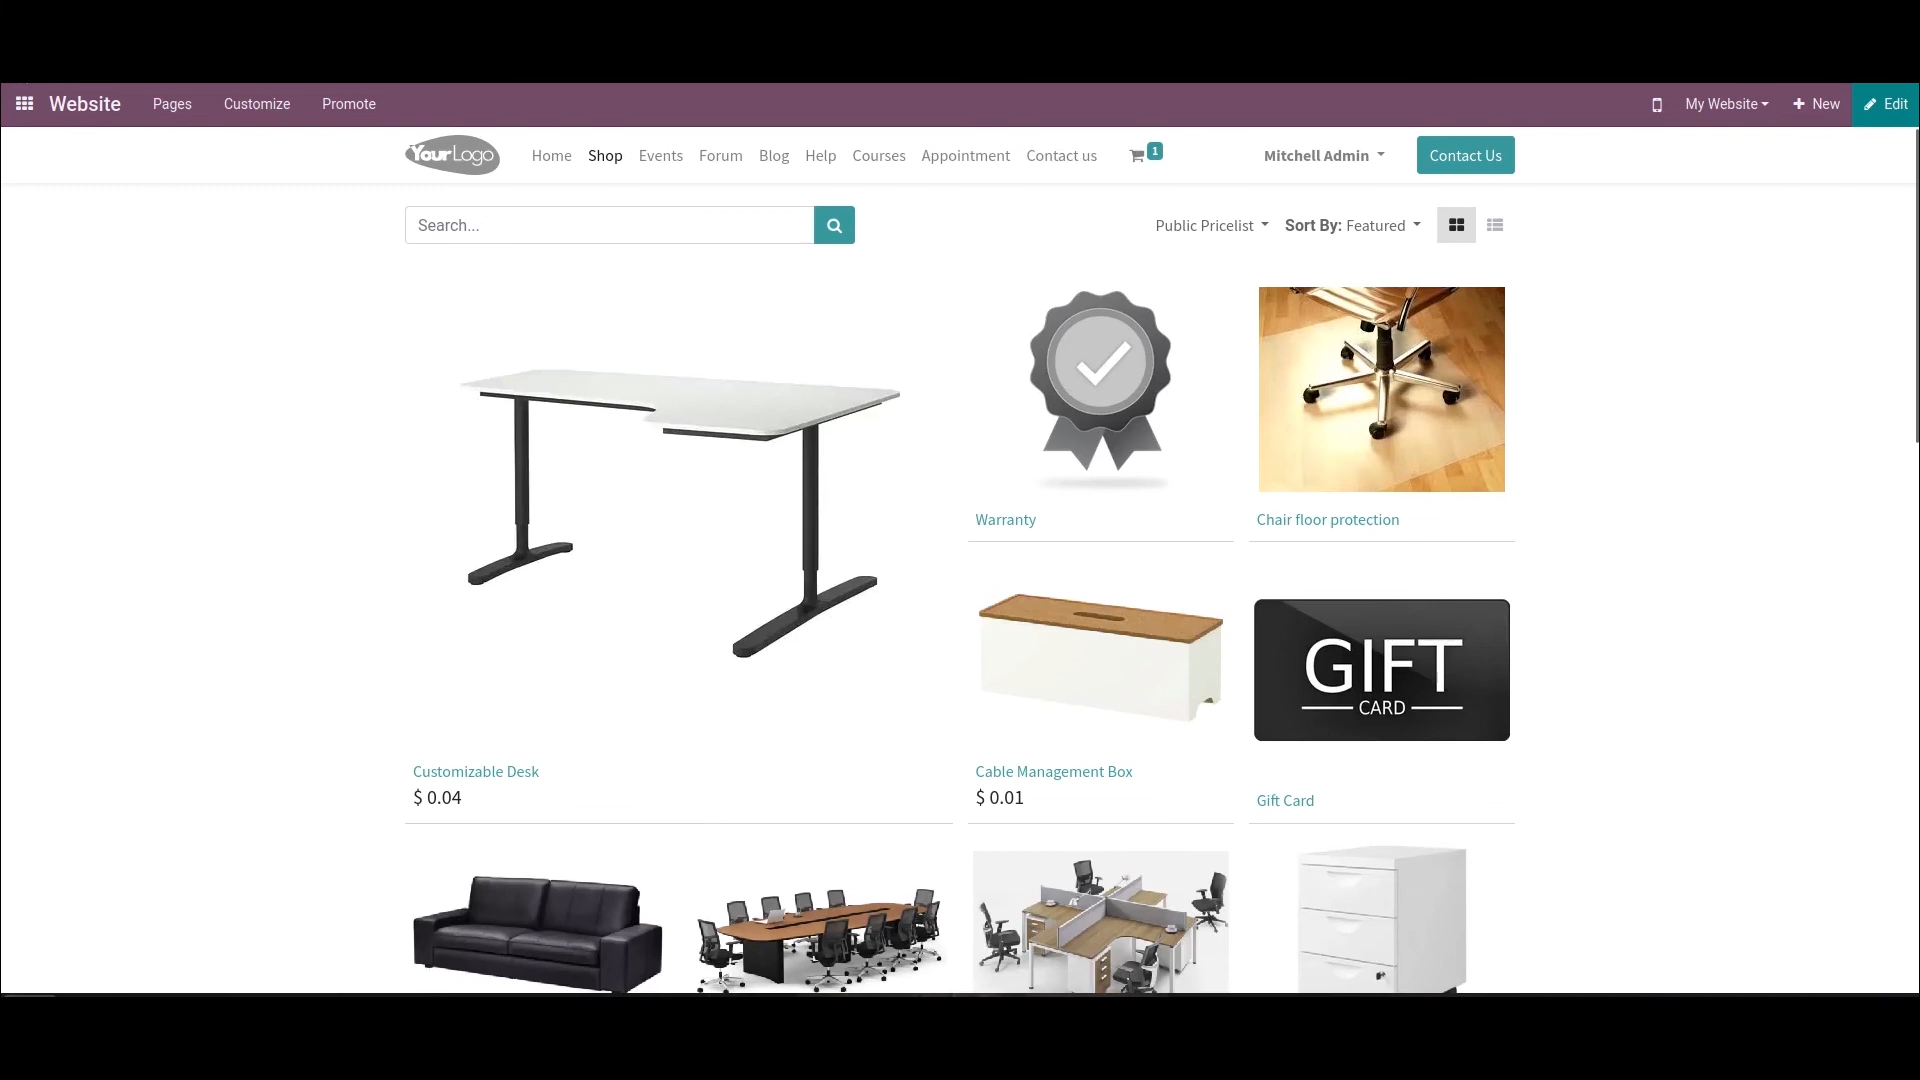 Website Pages Customize Promote My Website New Edit
YourLogo Home Shop Events Forum Blog Help Courses Appointment Contact us 1 Mitchell Admin Contact Us
Search... Public Pricelist Sort By: Featured
Warranty
Chair floor protection
GIFT
CARD
Customizable Desk
$ 0.04
Cable Management Box
$ 0.01
Gift Card